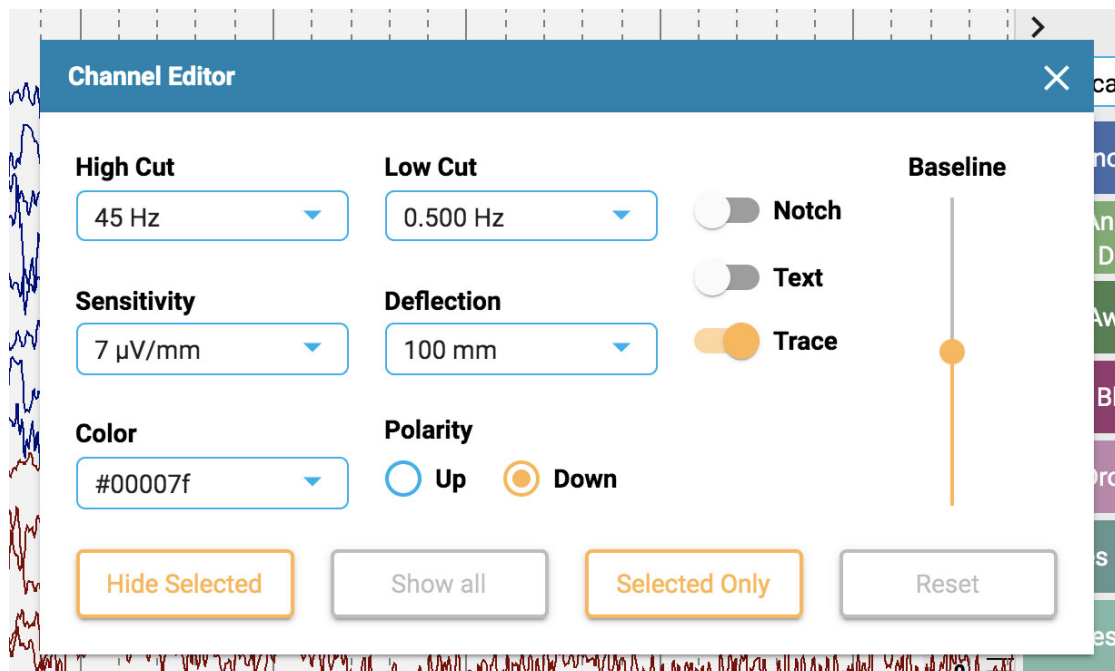 Channel Editor
High Cut
Low Cut
Baseline
45 Hz
0.500 Hz
Notch
Text
Sensitivity
Deflection
Trace
7 µV/mm
100 mm
Color
Polarity
#00007f
Up
Down
Hide Selected
Show all
Selected Only
Reset